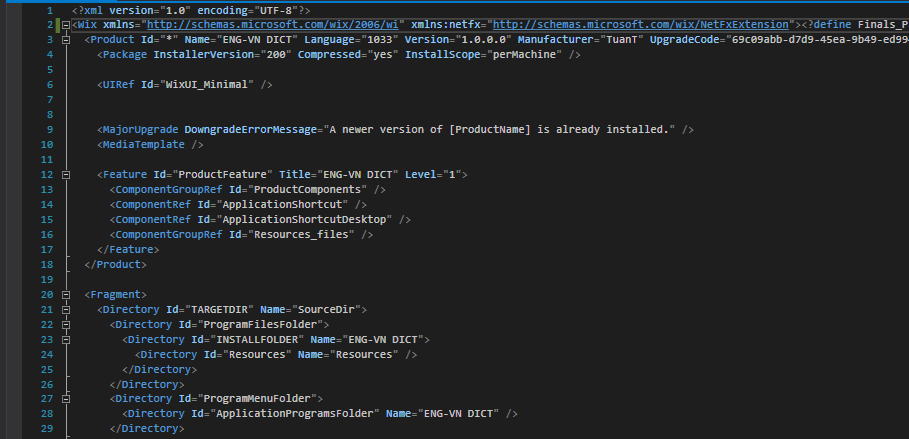 1 <?xml version="1.0" encoding="UTF-8"?>
2 <Wix xmlns="http://schemas.microsoft.com/wix/2006/wi" xmlns:netfx="http://schemas.microsoft.com/wix/NetFxExtension"><?define Finals_P
3 <Product Id="*" Name="ENG-VN DICT" Language="1033" Version="1.0.0.0" Manufacturer="TuanT" UpgradeCode="69c09abb-d7d9-45ea-9b49-ed99
4 <Package InstallerVersion="200" Compressed="yes" InstallScope="perMachine" />
5
6 <UIRef Id="WixUI_Minimal" />
7
8
9 <MajorUpgrade DowngradeErrorMessage="A newer version of [ProductName] is already installed." />
10 <MediaTemplate />
11
12 <Feature Id="ProductFeature" Title="ENG-VN DICT" Level="1">
13 <ComponentGroupRef Id="ProductComponents" />
14 <ComponentRef Id="ApplicationShortcut" />
15 <ComponentRef Id="ApplicationShortcutDesktop" />
16 <ComponentGroupRef Id="Resources_files" />
17 </Feature>
18 </Product>
19
20 <Fragment>
21 <Directory Id="TARGETDIR" Name="SourceDir">
22 <Directory Id="ProgramFilesFolder">
23 <Directory Id="INSTALLFOLDER" Name="ENG-VN DICT">
24 <Directory Id="Resources" Name="Resources" />
25 </Directory>
26 </Directory>
27 <Directory Id="ProgramMenuFolder">
28 <Directory Id="ApplicationProgramsFolder" Name="ENG-VN DICT" />
29 </Directory>